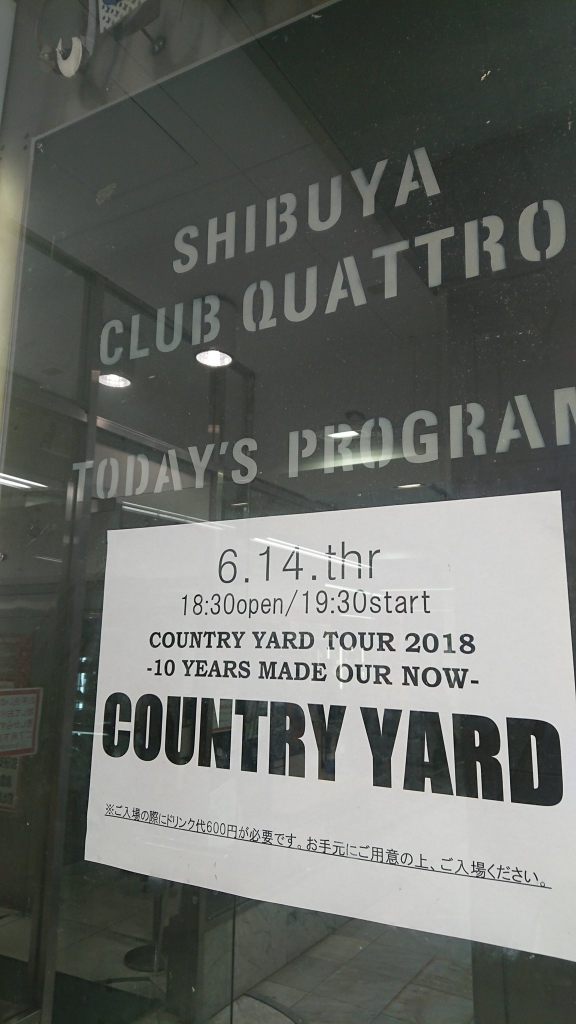 SHIBUYA
CLUB QUATTRO
TODAY'S PROGRAM
6.14.thr
18:30open/19:30start
COUNTRY YARD TOUR 2018
-10 YEARS MADE OUR NOW-
COUNTRY YARD
※ご入場の際にドリンク代600円が必要です。お手元にご用意の上、ご入場ください。